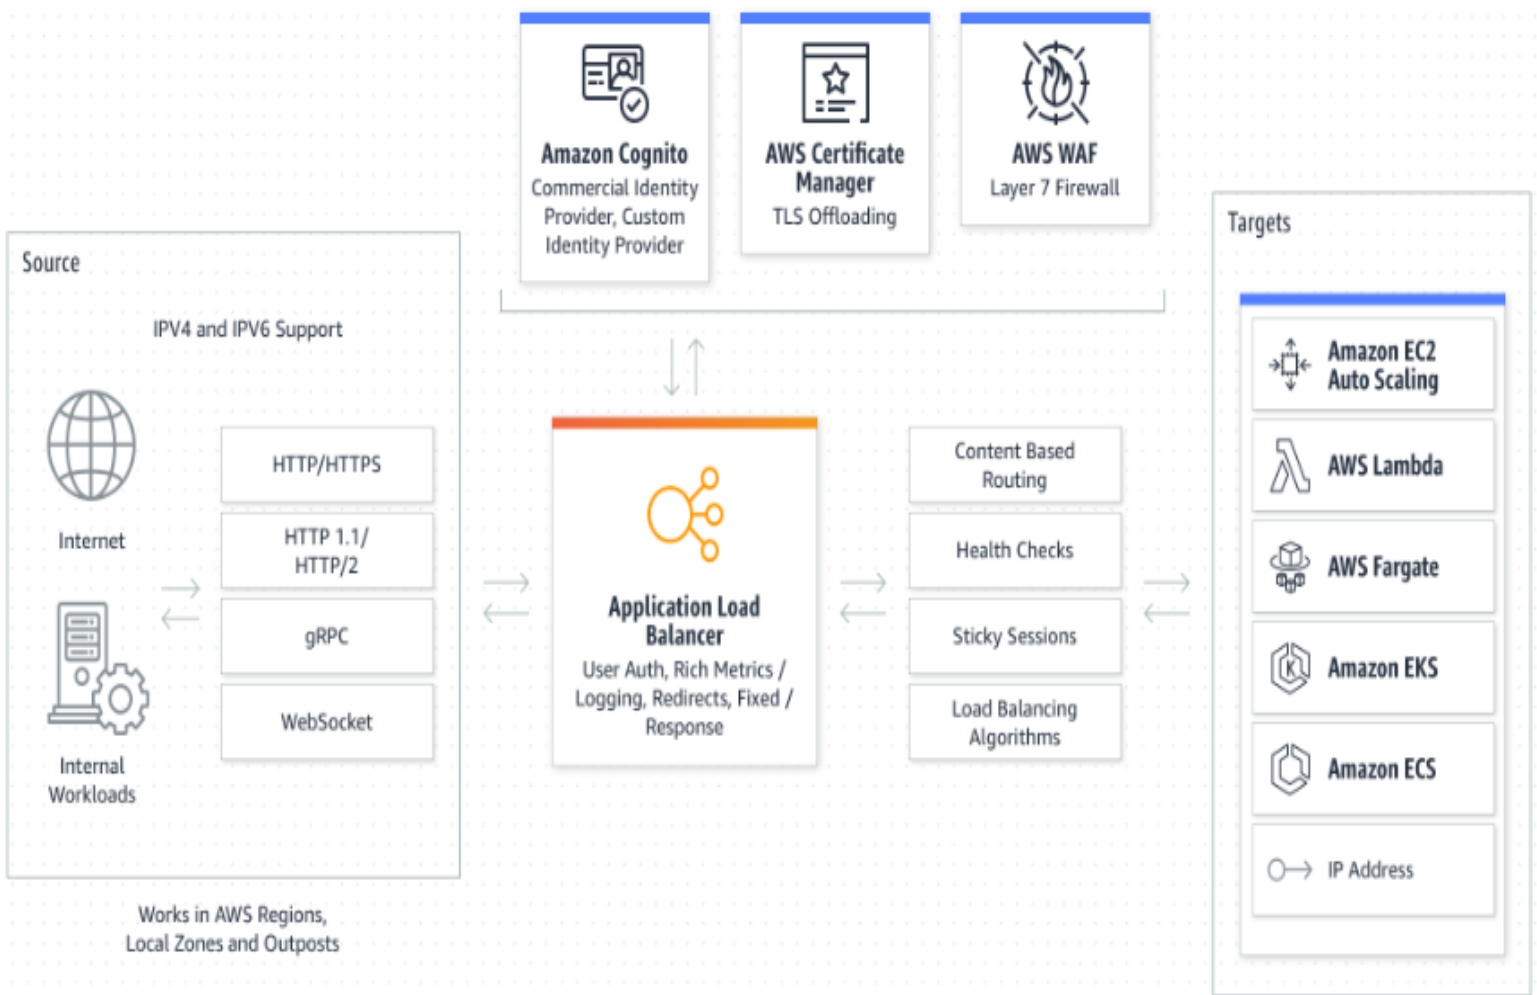 Amazon Cognito
Commercial Identity
Provider, Custom
Identity Provider
AWS Certificate
Manager
TLS Offloading
AWS WAF
Layer 7 Firewall
Source
IPV4 and IPV6 Support
Internet
Internal
Workloads
HTTP/HTTPS
HTTP 1.1/
HTTP/2
gRPC
WebSocket
Works in AWS Regions,
Local Zones and Outposts
Application Load
Balancer
User Auth, Rich Metrics /
Logging, Redirects, Fixed /
Response
Content Based
Routing
Health Checks
Sticky Sessions
Load Balancing
Algorithms
Targets
Amazon EC2
Auto Scaling
AWS Lambda
AWS Fargate
K
Amazon EKS
Amazon ECS
IP Address